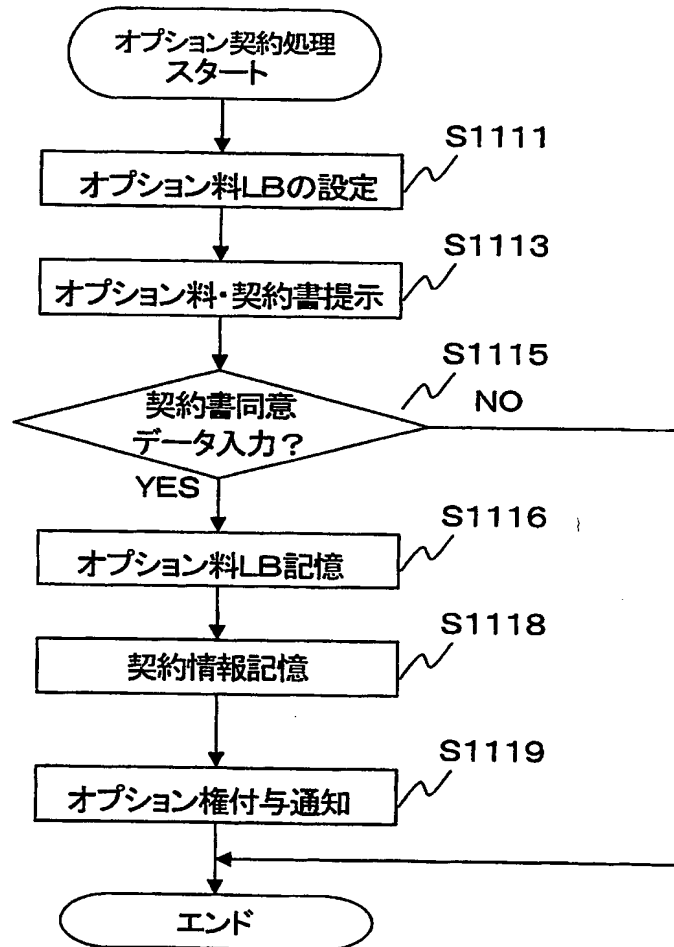 オプション契約処理
スタート
S1111
オプション料LBの設定
S1113
オプション料・契約書提示
S1115
契約書同意
データ入力？
NO
YES
S1116
オプション料LB記憶
S1118
契約情報記憶
S1119
オプション権付与通知
エンド